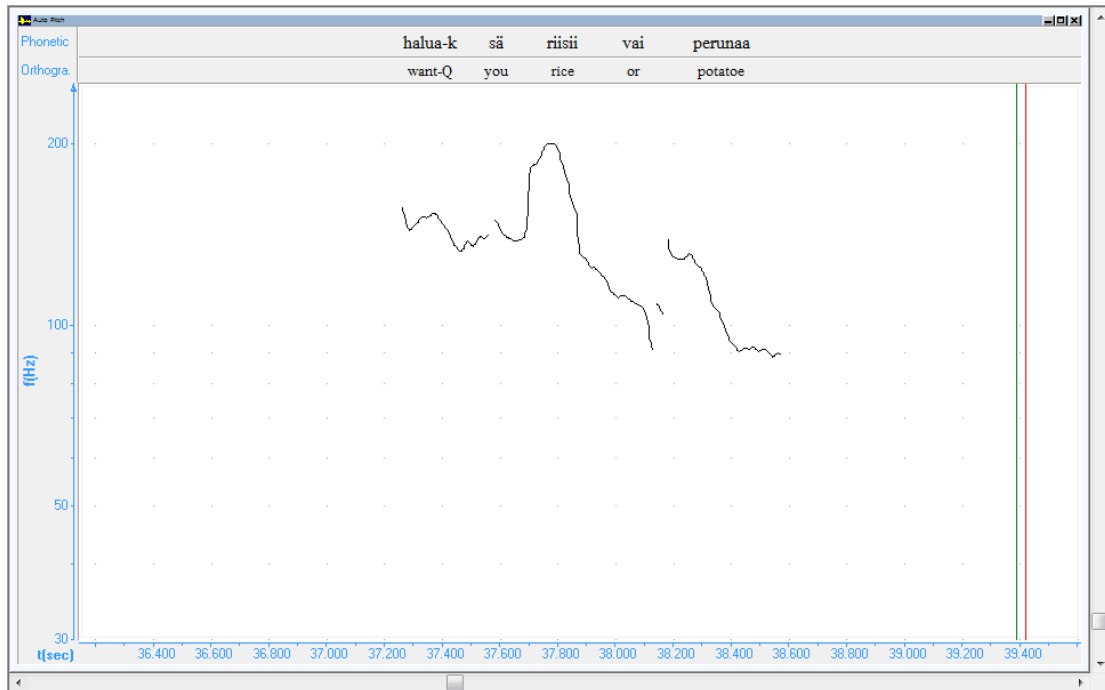 Auto Pitch
Phonetic halua-k sä riisii vai perunaa
Orthogra. want-Q you rice or potatoe
200
100
f(Hz)
50
30
t(sec) 36.400 36.600 36.800 37.000 37.200 37.400 37.600 37.800 38.000 38.200 38.400 38.600 38.800 39.000 39.200 39.400